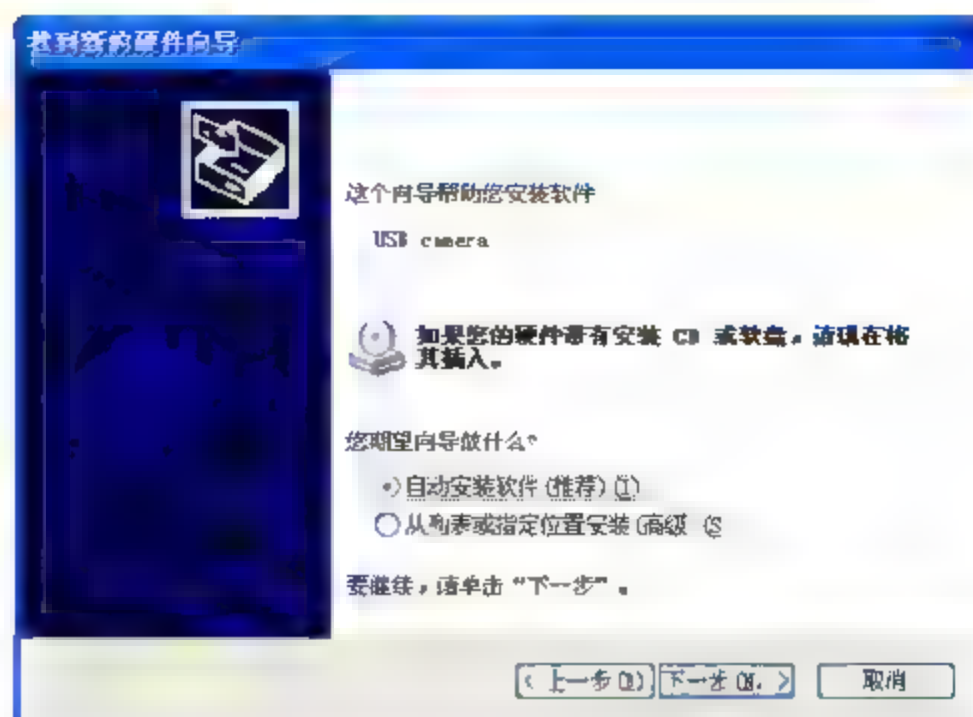 找到新的硬件向导
这个向导帮助您安装软件
USB camera
如果您的硬件带有安装 CD 或软盘，请现在将
其插入。
您期望向导做什么?
自动安装软件(推荐)(I)
从列表或指定位置安装(高级)(S
要继续，请单击“下一步”。
< 上一步(B) 下一步(N) > 取消